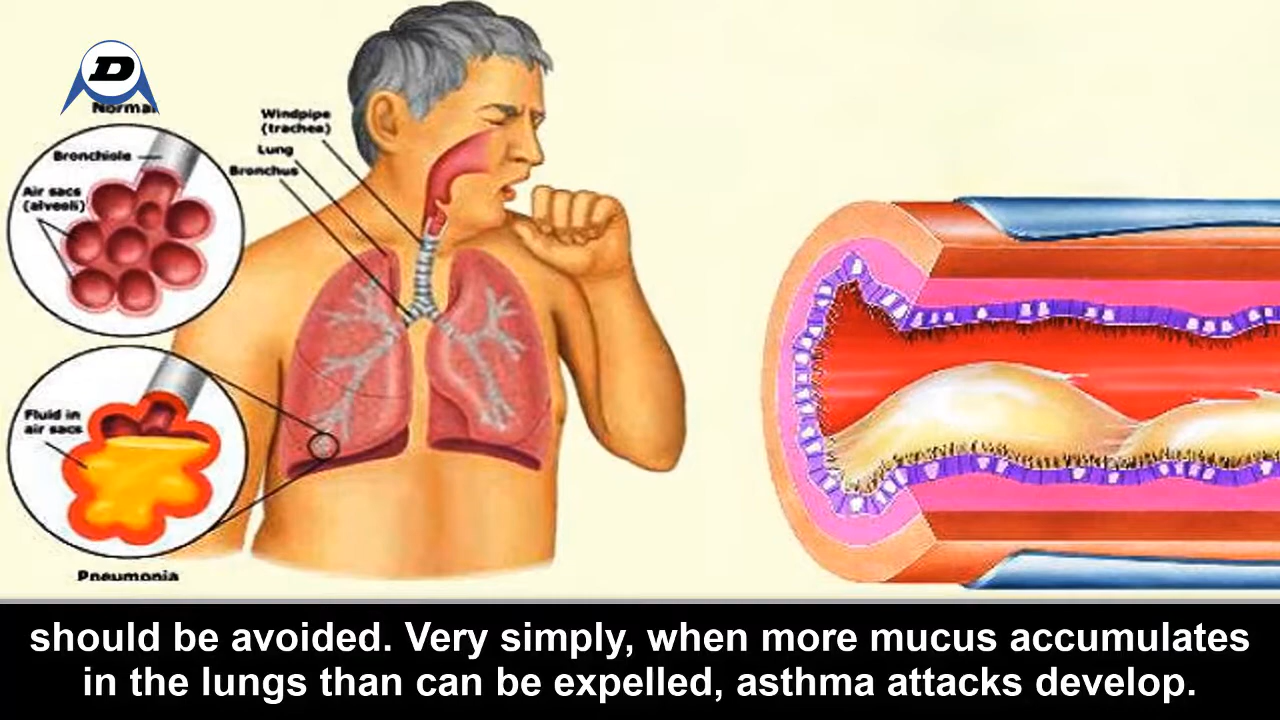 D
Normal
Bronchiole
Air sacs
(alveoli)
Windpipe
(trachea)
Lung
Bronchus
Fluid in
air sacs
Pneumonia
should be avoided. Very simply, when more mucus accumulates
in the lungs than can be expelled, asthma attacks develop.